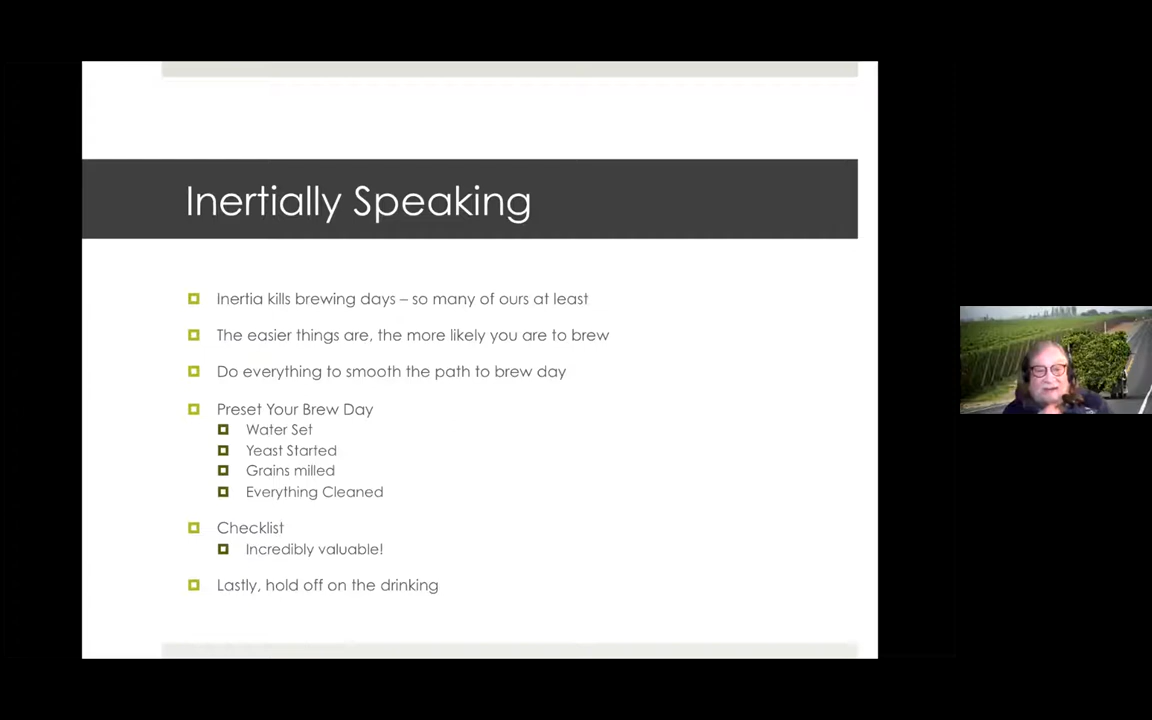 Inertially Speaking
Inertia kills brewing days – so many of ours at least
The easier things are, the more likely you are to brew
Do everything to smooth the path to brew day
Preset Your Brew Day
Water Set
Yeast Started
Grains milled
Everything Cleaned
Checklist
Incredibly valuable!
Lastly, hold off on the drinking